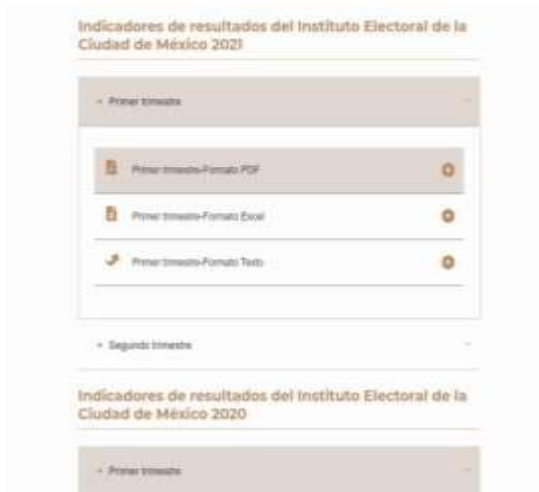 Indicadores de resultados del Instituto Electoral de la
Ciudad de México 2021
Primer trimestre
Primer trimestre-Formato PDF
Primer trimestre-Formato Excel
Primer trimestre-Formato Texto
Segundo trimestre
Indicadores de resultados del Instituto Electoral de la
Ciudad de México 2020
Primer trimestre